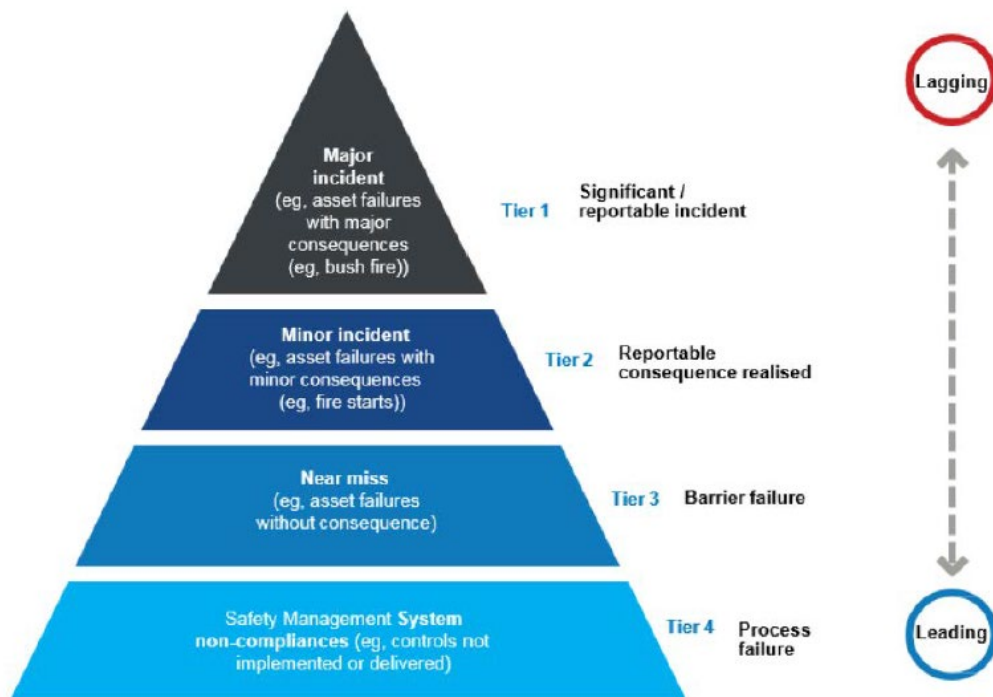 Lagging
Major
incident
(eg, asset failures
with major
consequences
(eg, bush fire))
Tier 1
Significant /
reportable incident
Minor incident
(eg, asset failures with
minor consequences
(eg, fire starts))
Tier 2
Reportable
consequence realised
Near miss
(eg, asset failures
without consequence)
Tier 3
Barrier failure
Safety Management System
non-compliances (eg, controls not
implemented or delivered)
Tier 4
Process
failure
Leading